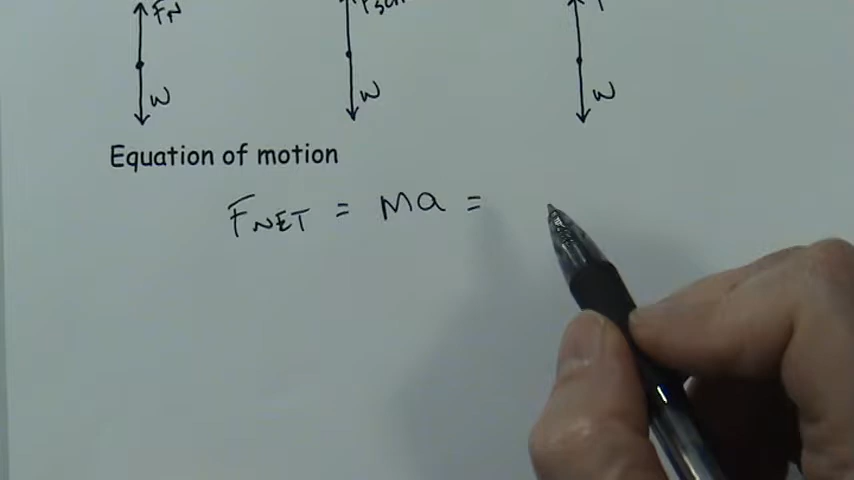 FN
W
W
W
Equation of motion
FNET = ma =